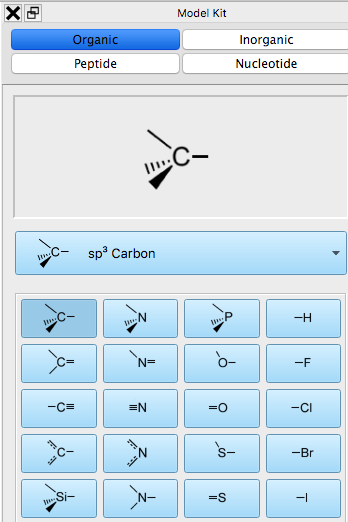 Model Kit
Organic Inorganic
Peptide Nucleotide
C
C sp³ Carbon
C N P H
C= N= O F
C≡ ≡N =O Cl
C N S Br
Si N =S I